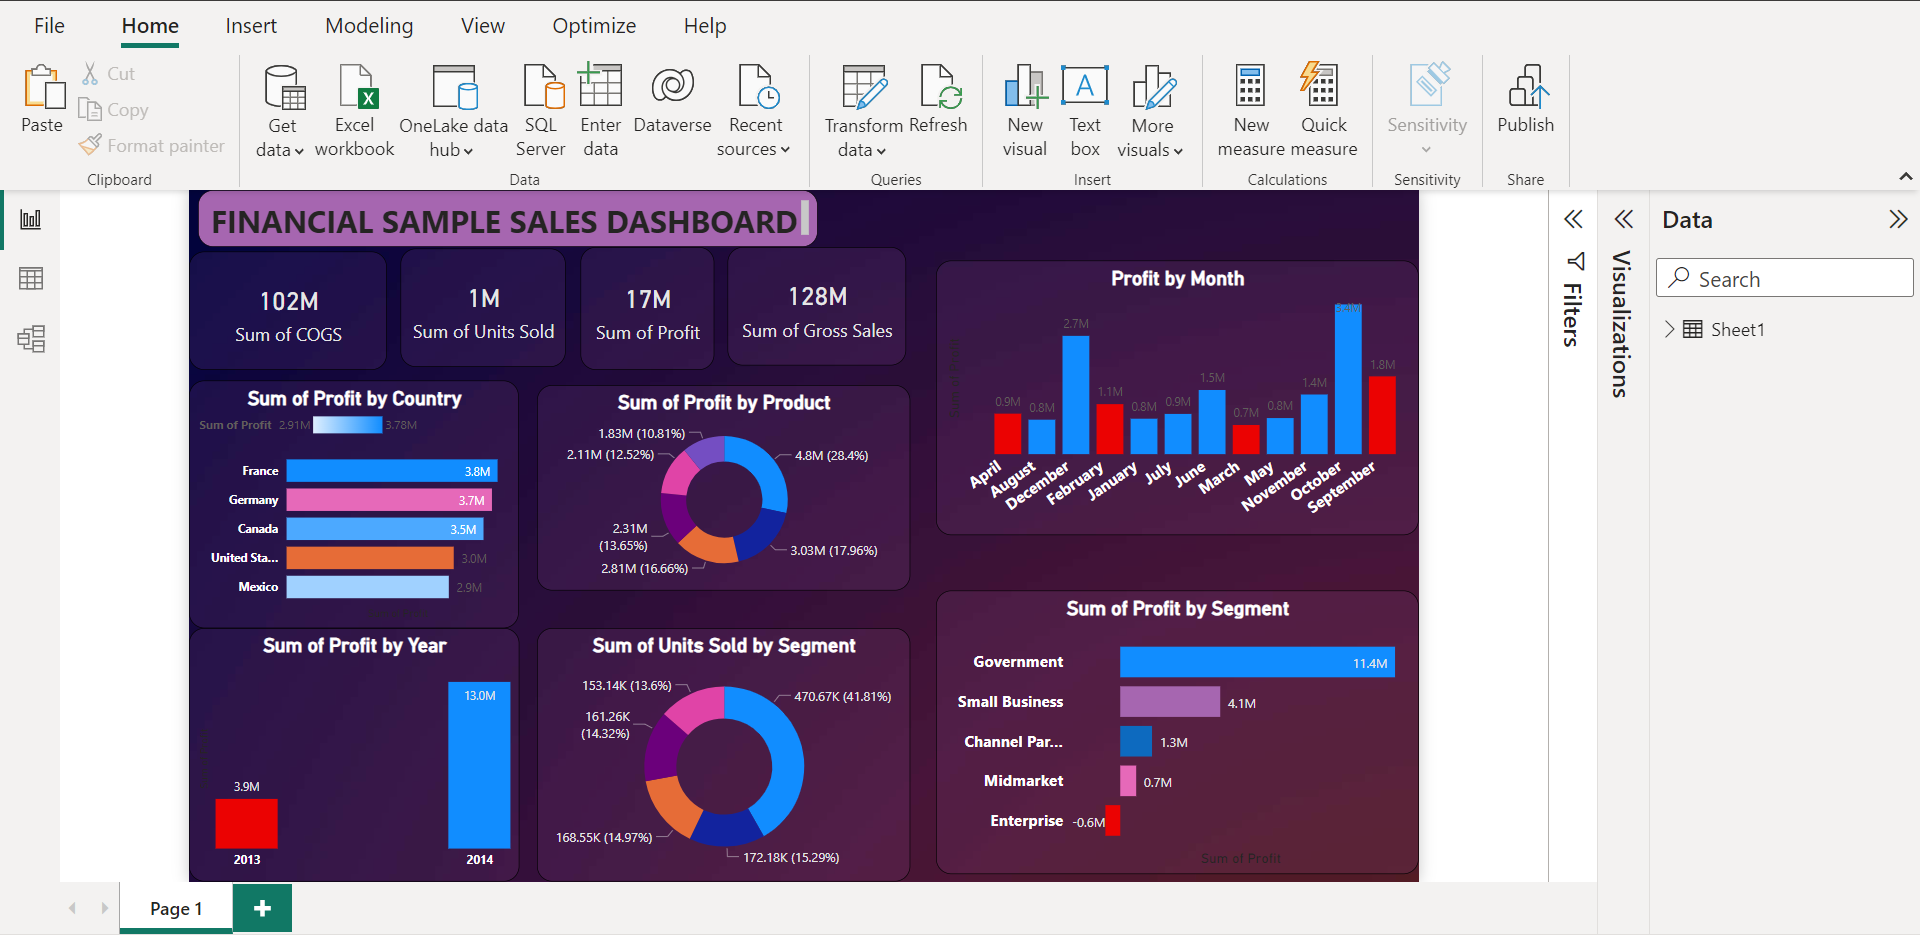 File Home Insert Modeling View Optimize Help
Paste
Cut
Copy
Format painter
Clipboard
Get data
Excel workbook
OneLake data hub
SQL Server
Enter data
Dataverse
Recent sources
Data
Transform data
Refresh
Queries
New visual
Text box
More visuals
Insert
New measure
Quick measure
Calculations
Sensitivity
Sensitivity
Publish
Share
FINANCIAL SAMPLE SALES DASHBOARD
102M
Sum of COGS
1M
Sum of Units Sold
17M
Sum of Profit
128M
Sum of Gross Sales
Sum of Profit by Country
Sum of Profit 2.91M 3.78M
France 3.8M
Germany 3.7M
Canada 3.5M
United Sta... 3.0M
Mexico 2.9M
Sum of Profit by Product
1.83M (10.81%)
2.11M (12.52%)
4.8M (28.4%)
2.31M
(13.65%)
3.03M (17.96%)
2.81M (16.66%)
Profit by Month
0.9M
0.8M
2.7M
1.1M
0.8M
0.9M
1.5M
0.7M
0.8M
1.4M
3.4M
1.8M
April
August
December
February
January
July
June
March
May
November
October
September
Sum of Profit by Year
3.9M
13.0M
2013
2014
Sum of Units Sold by Segment
153.14K (13.6%)
470.67K (41.81%)
161.26K
(14.32%)
168.55K (14.97%)
172.18K (15.29%)
Sum of Profit by Segment
Government 11.4M
Small Business 4.1M
Channel Par... 1.3M
Midmarket 0.7M
Enterprise -0.6M
Sum of Profit
Filters
Visualizations
Data
Search
Sheet1
Page 1